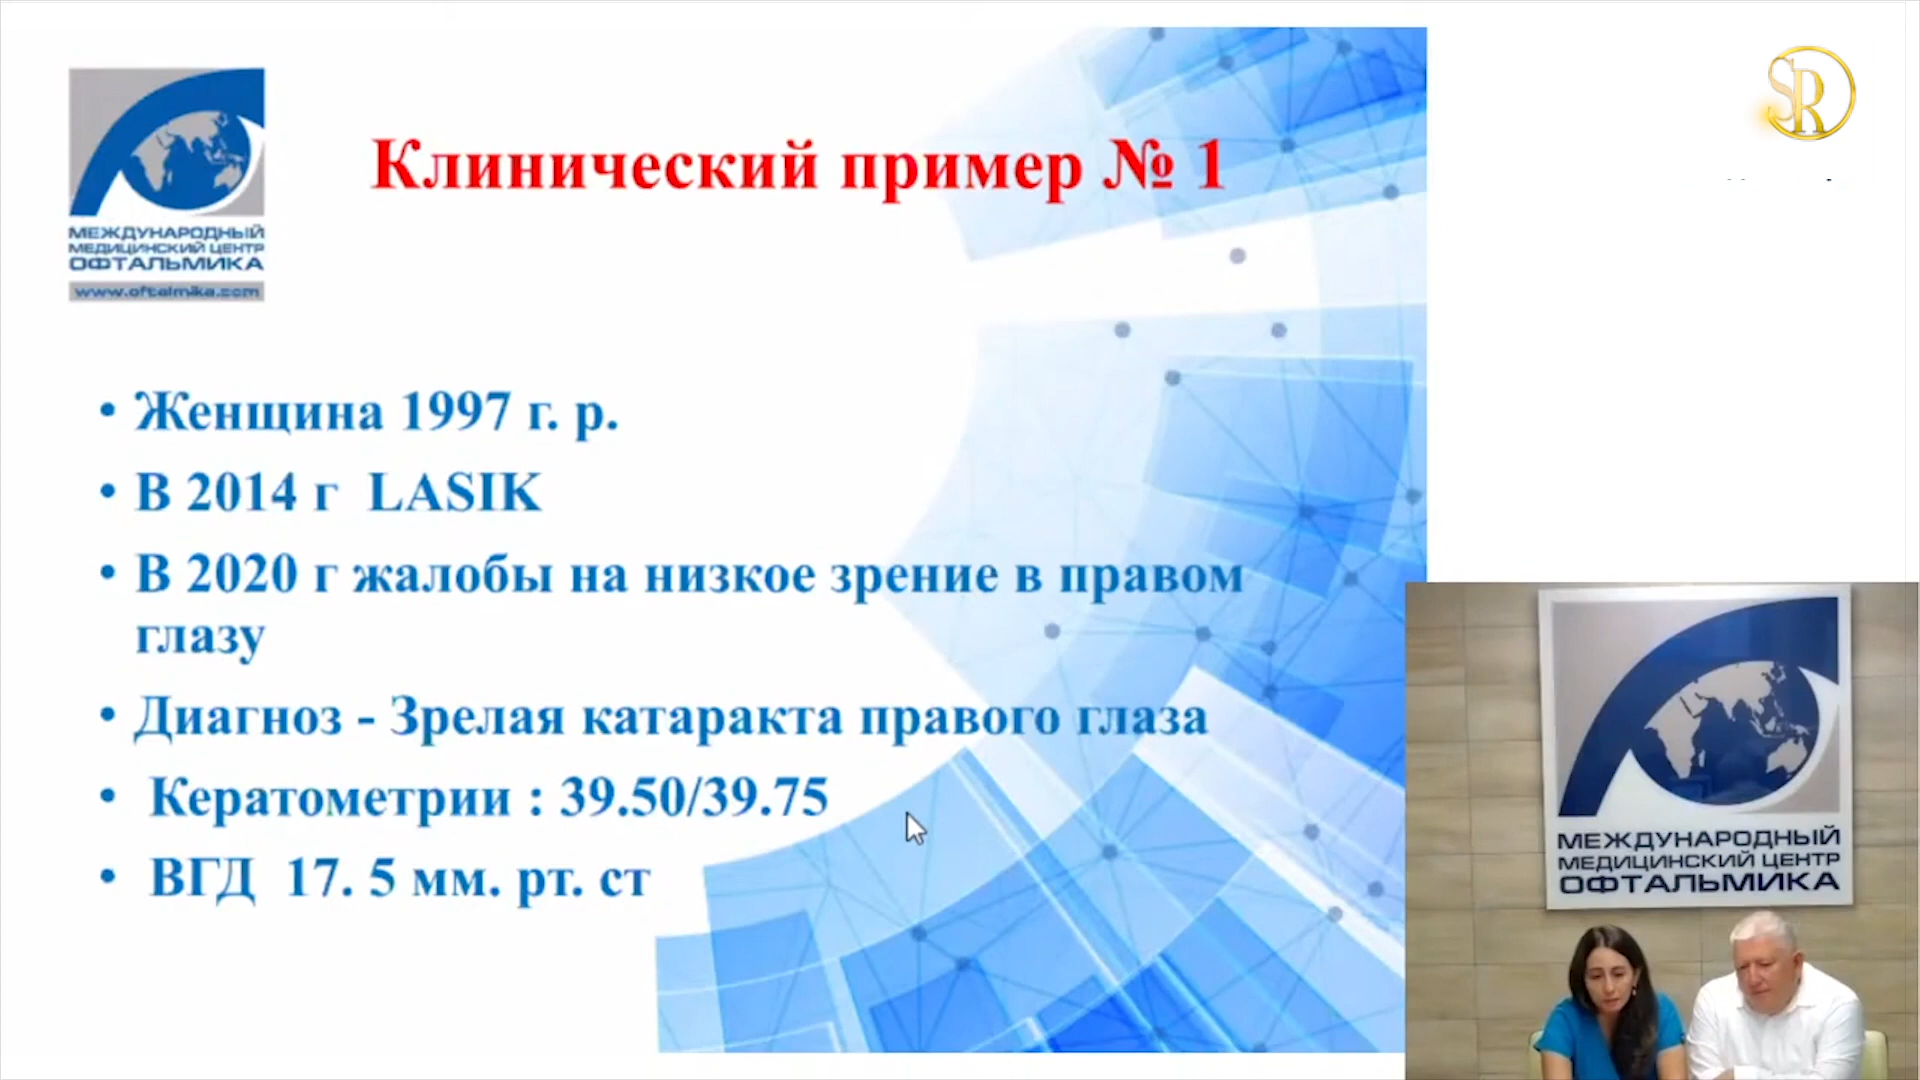 SR
МЕЖДУНАРОДНЫЙ
МЕДИЦИНСКИЙ ЦЕНТР
ОФТАЛЬМИКА
www.oftalmika.com
Клинический пример № 1
• Женщина 1997 г. р.
• В 2014 г LASIK
• В 2020 г жалобы на низкое зрение в правом
глазу
• Диагноз - Зрелая катаракта правого глаза
• Кератометрии : 39.50/39.75
• ВГД 17. 5 мм. рт. ст
МЕЖДУНАРОДНЫЙ
МЕДИЦИНСКИЙ ЦЕНТР
ОФТАЛЬМИКА